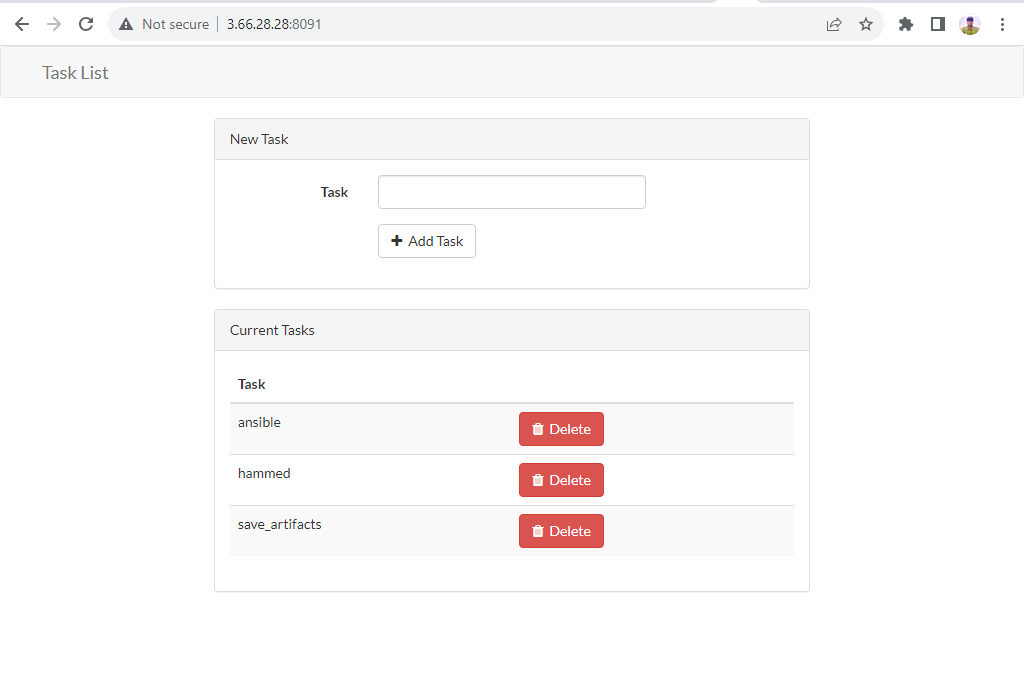 Not secure | 3.66.28.28:8091
Task List
New Task
Task
Add Task
Current Tasks
Task
ansible Delete
hammed Delete
save_artifacts Delete